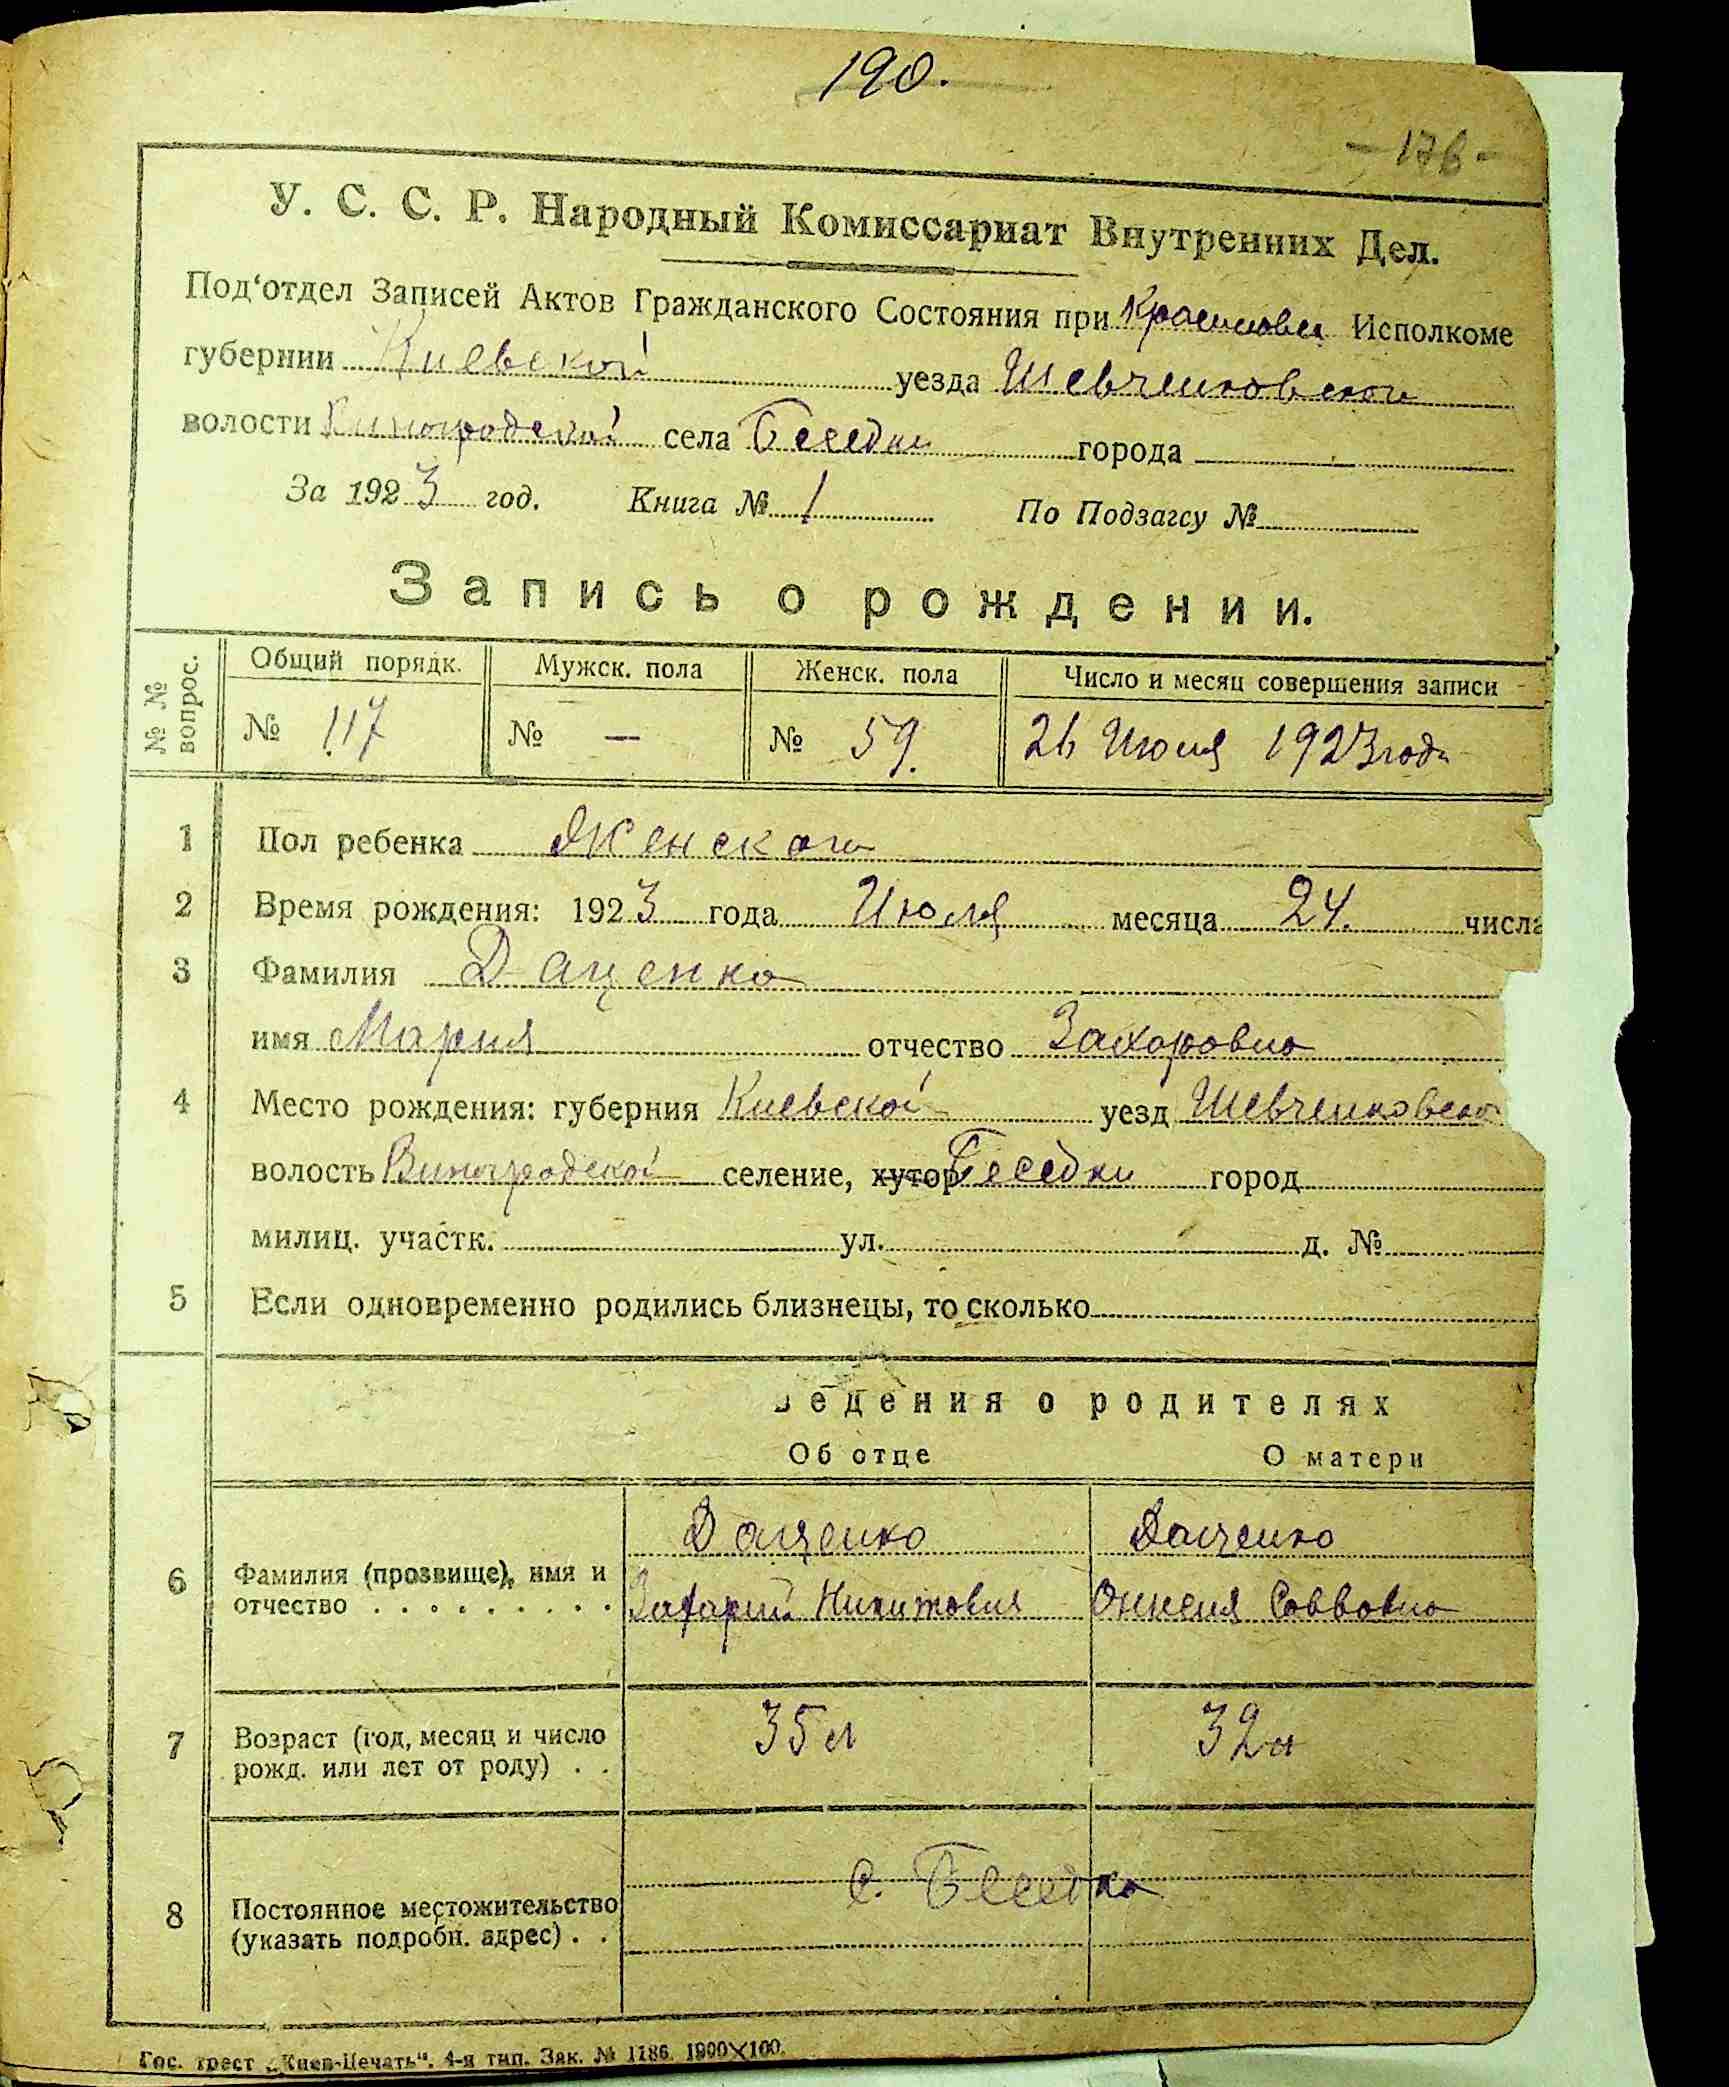 190.
- 176 -
У. С. С. Р. Народный Комиссариат Внутренних Дел.
Под'отдел Записей Актов Гражданского Состояния при Исполкоме
губернии Киевской уезда Шевченковского
волости Виноградской села Беседки города
За 1923 год. Книга № 1 По Подзагсу №
Запись о рождении.
№ № вопрос. Общий порядк. Мужск. пола Женск. пола Число и месяц совершения записи
№ 117 № — № 59. 26 Июля 1923 года
1 Пол ребенка Женского
2 Время рождения: 1923 года Июля месяца 24. числа
3 Фамилия Даценко
имя Мария отчество Захаровна
4 Место рождения: губерния Киевской уезд Шевченковско
волость Виноградской селение, хутор Беседки город
милиц. участк. ул. д. №
5 Если одновременно родились близнецы, то сколько
ведения о родителях
Об отце О матери
Даценко Даценко
6 Фамилия (прозвище), имя и
отчество . . . . . . . . . Захарий Никитович Савовна
7 Возраст (год, месяц и число
рожд. или лет от роду) . . 35 л 32 л
с. Беседка
8 Постоянное местожительство
(указать подробн. адрес) . .
Гос. трест „Киев-Печать“. 4-я тип. Зак. № 1186. 1900×100.